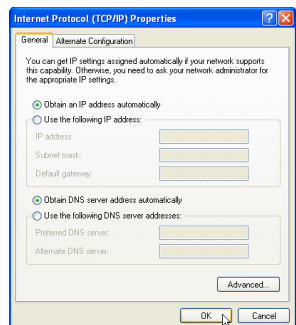 Internet Protocol (TCP/IP) Properties
General Alternate Configuration
You can get IP settings assigned automatically if your network supports
this capability. Otherwise, you need to ask your network administrator for
the appropriate IP settings.
Obtain an IP address automatically
Use the following IP address:
IP address:
Subnet mask:
Default gateway:
Obtain DNS server address automatically
Use the following DNS server addresses:
Preferred DNS server:
Alternate DNS server:
Advanced...
OK Cancel